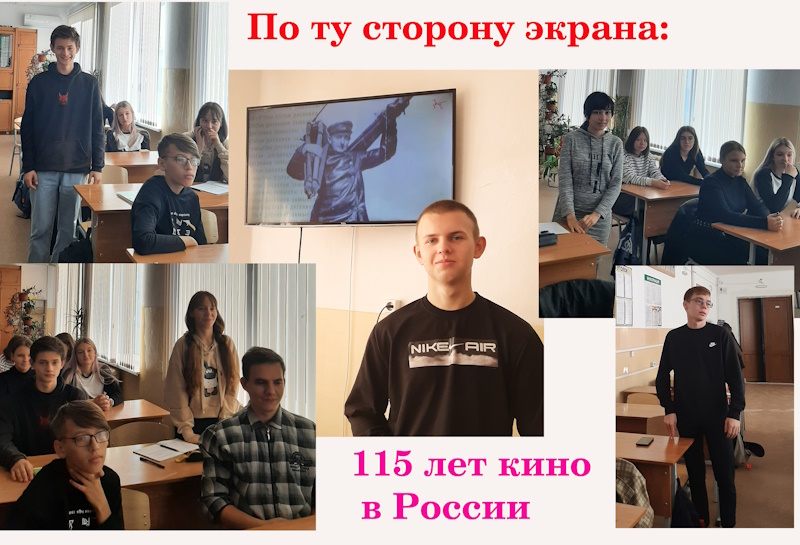 По ту сторону экрана:
NIKE AIR
115 лет кино
в России